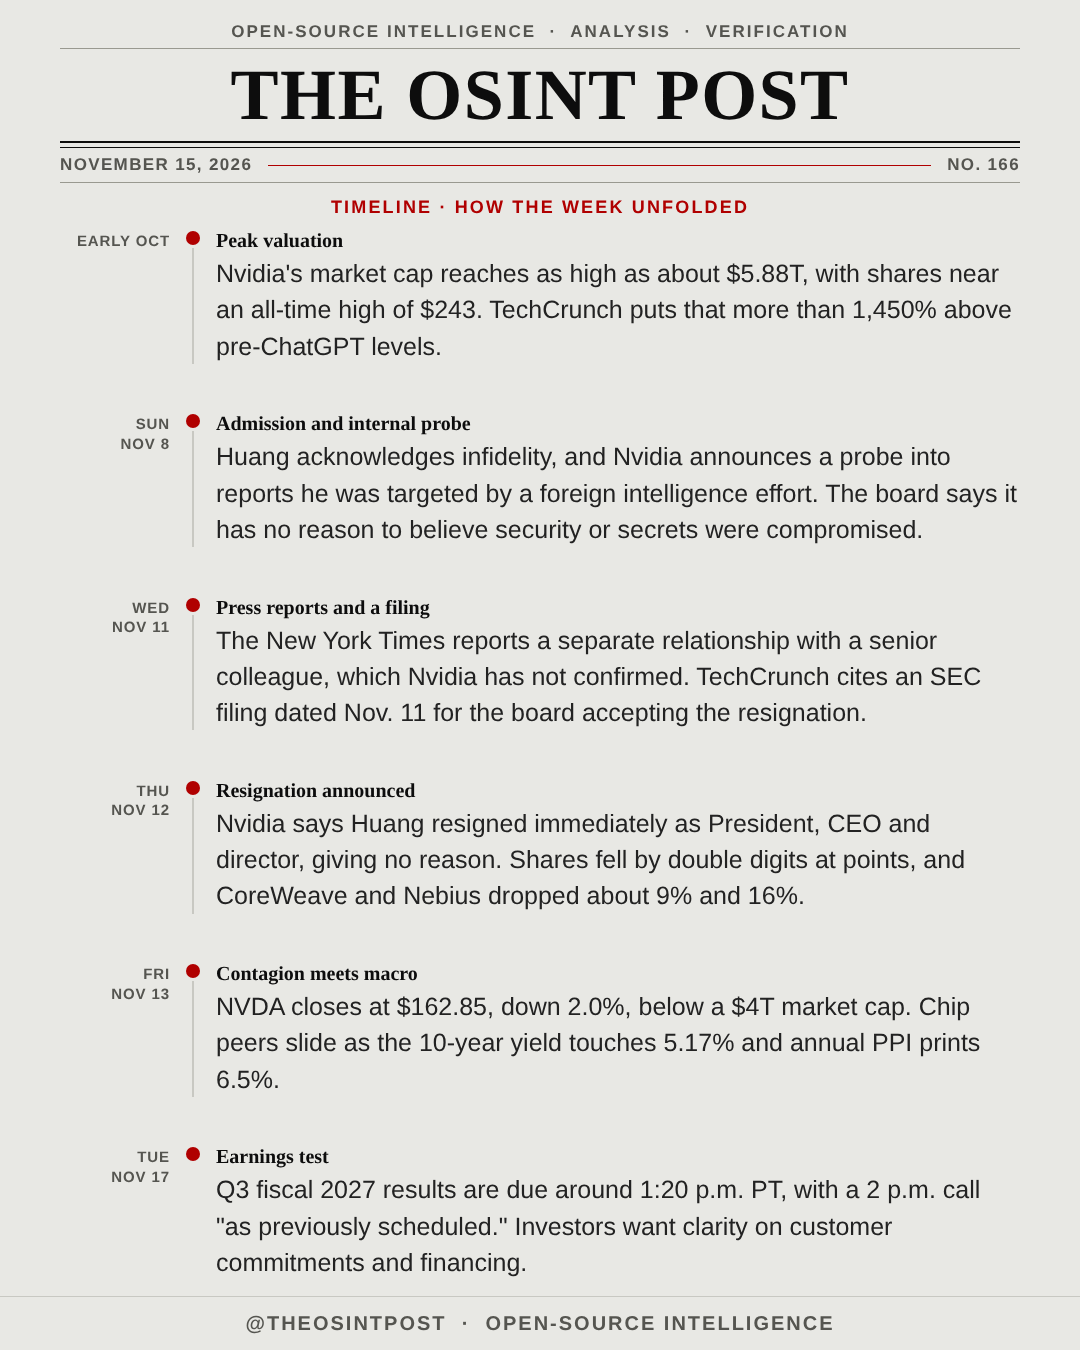 OPEN-SOURCE INTELLIGENCE · ANALYSIS · VERIFICATION
THE OSINT POST
NOVEMBER 15, 2026
NO. 166
TIMELINE · HOW THE WEEK UNFOLDED
EARLY OCT
Peak valuation
Nvidia's market cap reaches as high as about $5.88T, with shares near
an all-time high of $243. TechCrunch puts that more than 1,450% above
pre-ChatGPT levels.
SUN
NOV 8
Admission and internal probe
Huang acknowledges infidelity, and Nvidia announces a probe into
reports he was targeted by a foreign intelligence effort. The board says it
has no reason to believe security or secrets were compromised.
WED
NOV 11
Press reports and a filing
The New York Times reports a separate relationship with a senior
colleague, which Nvidia has not confirmed. TechCrunch cites an SEC
filing dated Nov. 11 for the board accepting the resignation.
THU
NOV 12
Resignation announced
Nvidia says Huang resigned immediately as President, CEO and
director, giving no reason. Shares fell by double digits at points, and
CoreWeave and Nebius dropped about 9% and 16%.
FRI
NOV 13
Contagion meets macro
NVDA closes at $162.85, down 2.0%, below a $4T market cap. Chip
peers slide as the 10-year yield touches 5.17% and annual PPI prints
6.5%.
TUE
NOV 17
Earnings test
Q3 fiscal 2027 results are due around 1:20 p.m. PT, with a 2 p.m. call
"as previously scheduled." Investors want clarity on customer
commitments and financing.
@THEOSINTPOST · OPEN-SOURCE INTELLIGENCE